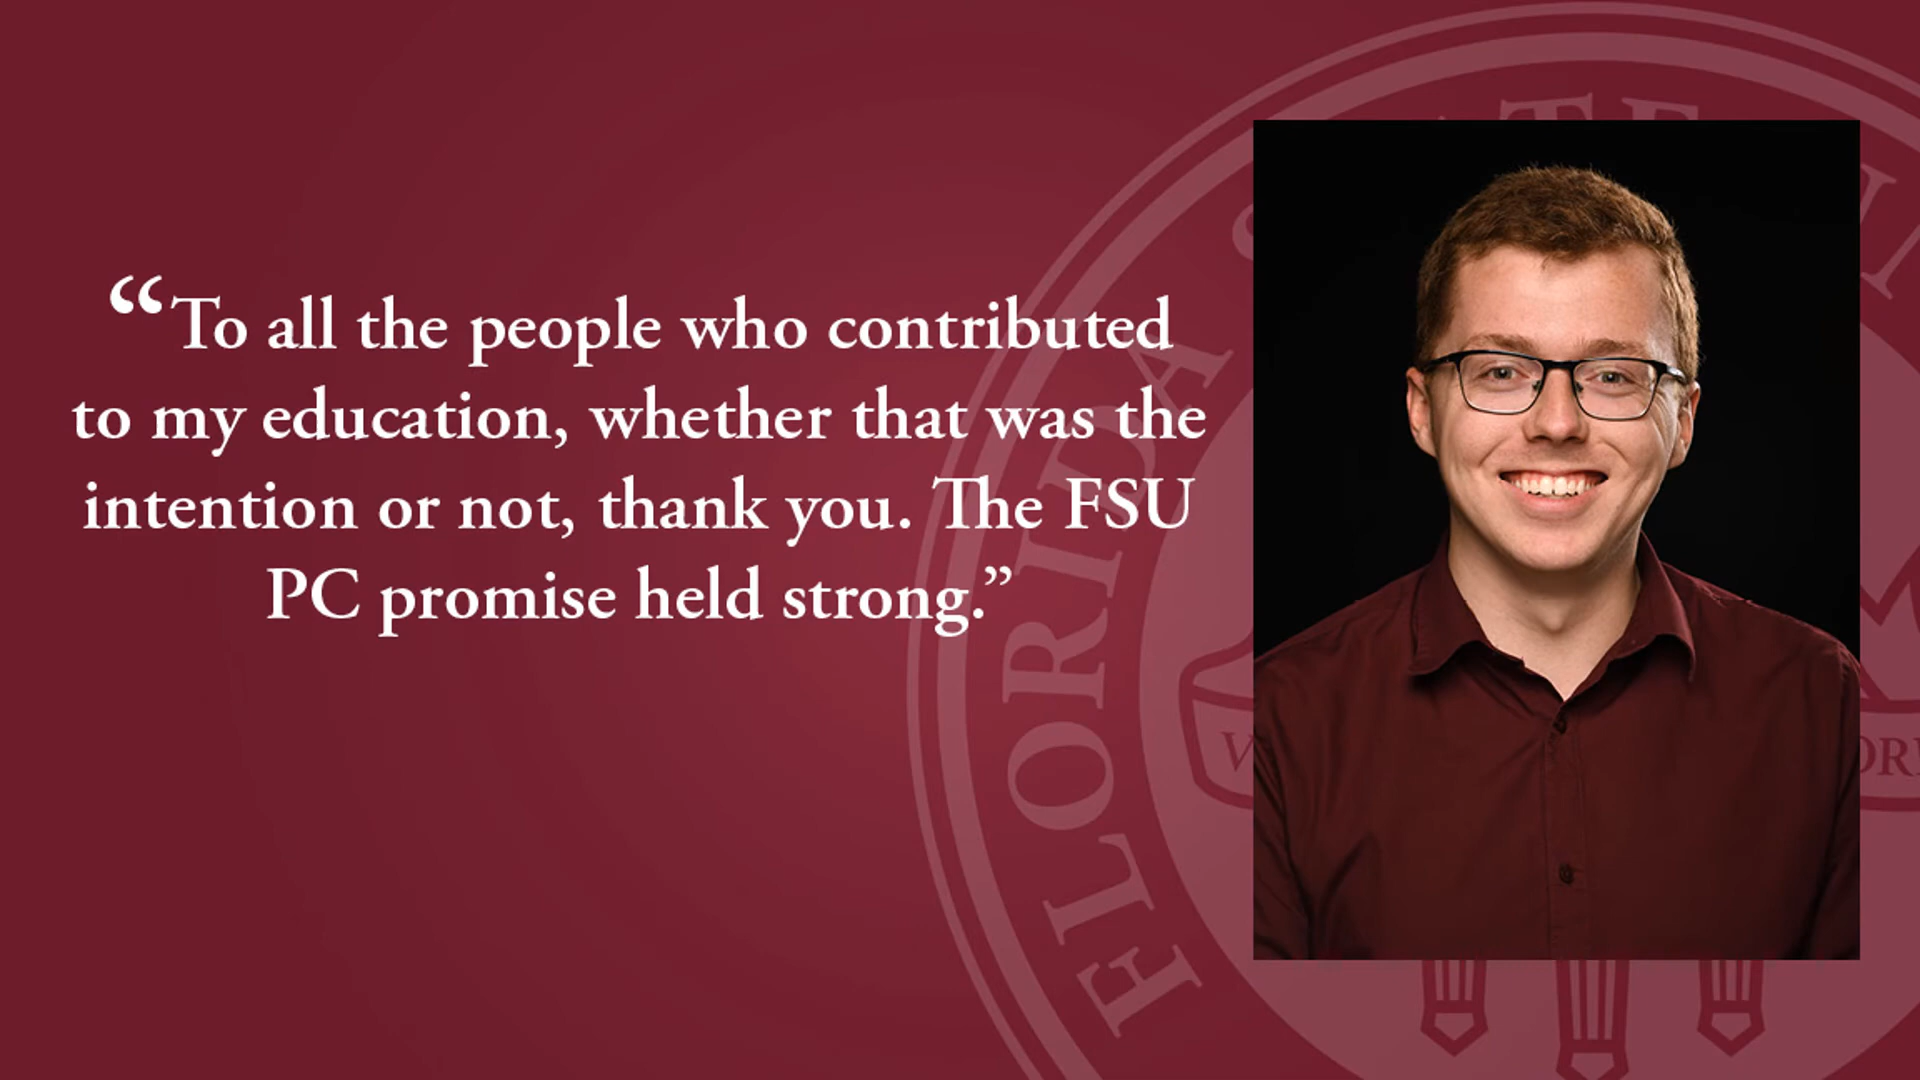 “To all the people who contributed
to my education, whether that was the
intention or not, thank you. The FSU
PC promise held strong.”
FLORIDA